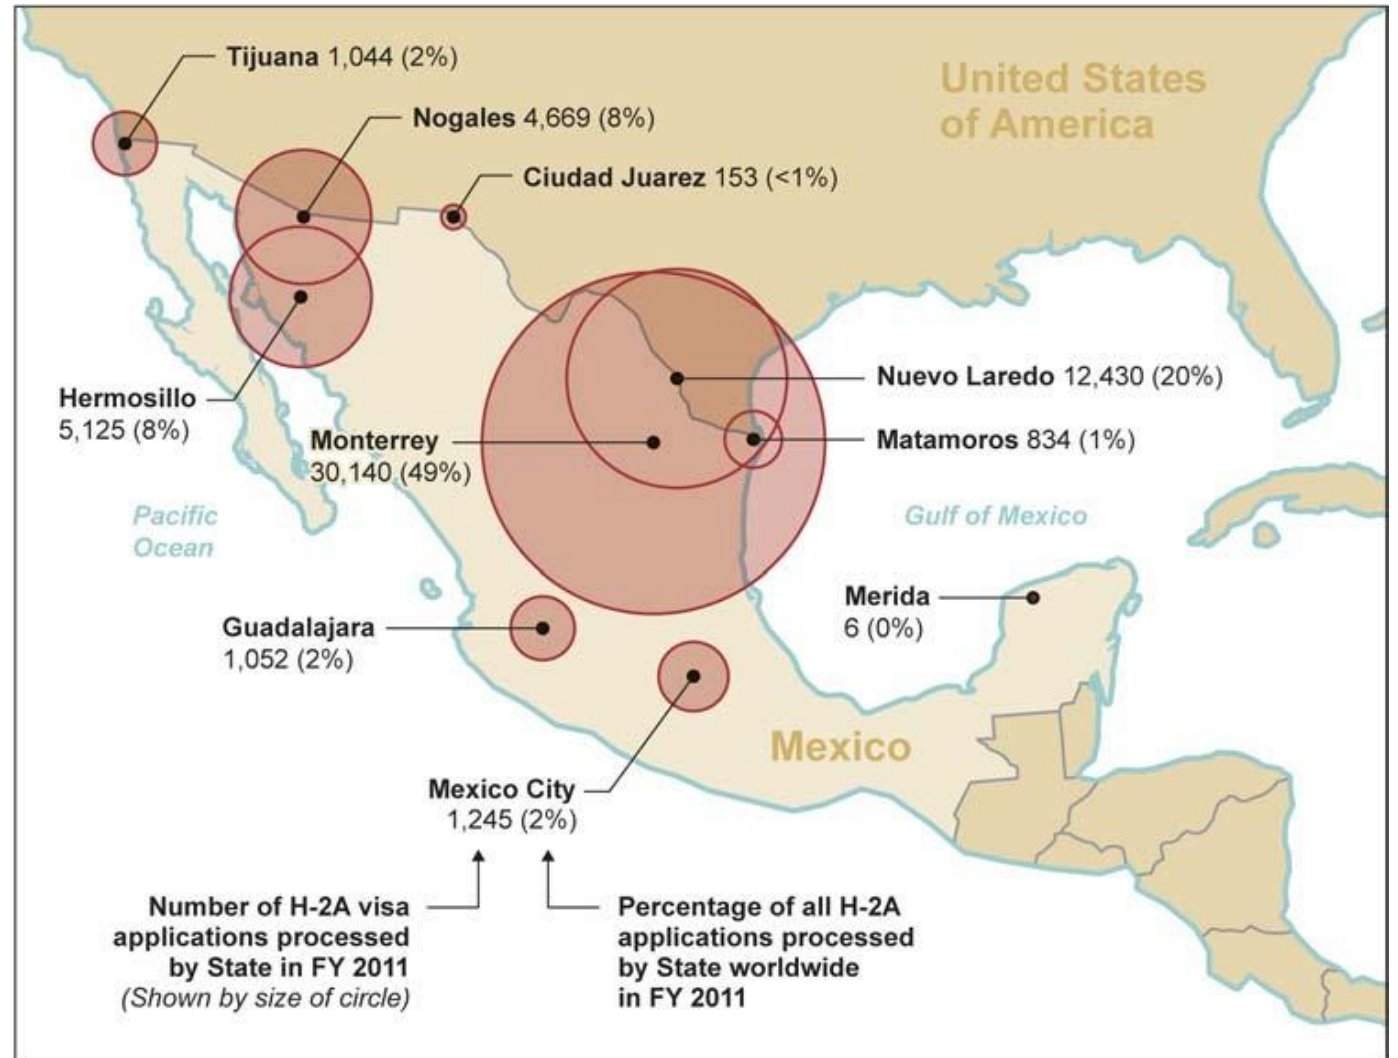 Tijuana 1,044 (2%)
United States
of America
Nogales 4,669 (8%)
Ciudad Juarez 153 (<1%)
Nuevo Laredo 12,430 (20%)
Hermosillo
5,125 (8%)
Monterrey
30,140 (49%)
Matamoros 834 (1%)
Pacific
Ocean
Gulf of Mexico
Merida
6 (0%)
Guadalajara
1,052 (2%)
Mexico
Mexico City
1,245 (2%)
Number of H-2A visa
applications processed
by State in FY 2011
(Shown by size of circle)
Percentage of all H-2A
applications processed
by State worldwide
in FY 2011